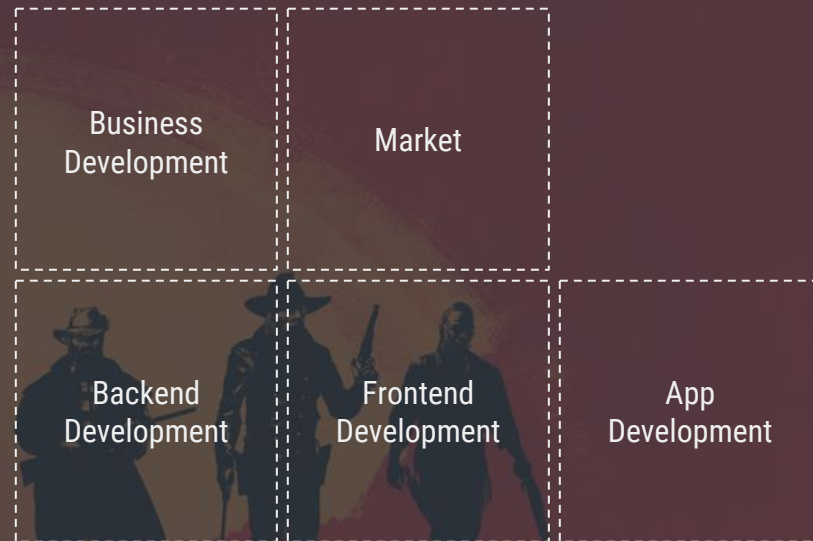 Business
Development
Market
Backend
Development
Frontend
Development
App
Development